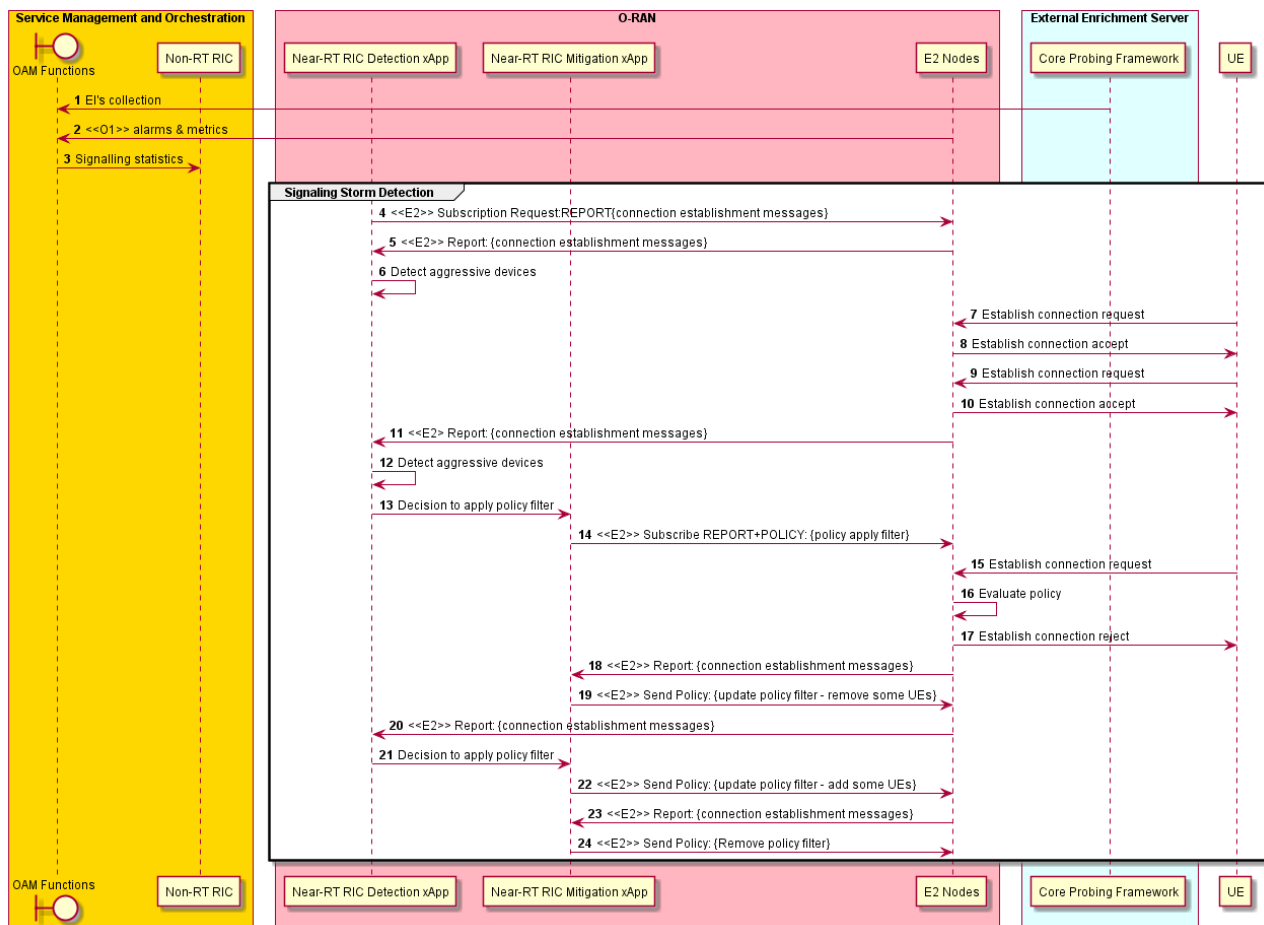 Service Management and Orchestration
O-RAN
External Enrichment Server
OAM Functions
Non-RT RIC
Near-RT RIC Detection xApp
Near-RT RIC Mitigation xApp
E2 Nodes
Core Probing Framework
UE
1 EI's collection
2 <<O1>> alarms & metrics
3 Signalling statistics
Signaling Storm Detection
4 <<E2>> Subscription Request:REPORT{connection establishment messages}
5 <<E2>> Report: {connection establishment messages}
6 Detect aggressive devices
7 Establish connection request
8 Establish connection accept
9 Establish connection request
10 Establish connection accept
11 <<E2> Report: {connection establishment messages}
12 Detect aggressive devices
13 Decision to apply policy filter
14 <<E2>> Subscribe REPORT+POLICY: {policy apply filter}
15 Establish connection request
16 Evaluate policy
17 Establish connection reject
18 <<E2>> Report: {connection establishment messages}
19 <<E2>> Send Policy: {update policy filter - remove some UEs}
20 <<E2>> Report: {connection establishment messages}
21 Decision to apply policy filter
22 <<E2>> Send Policy: {update policy filter - add some UEs}
23 <<E2>> Report: {connection establishment messages}
24 <<E2>> Send Policy: {Remove policy filter}
OAM Functions
Non-RT RIC
Near-RT RIC Detection xApp
Near-RT RIC Mitigation xApp
E2 Nodes
Core Probing Framework
UE